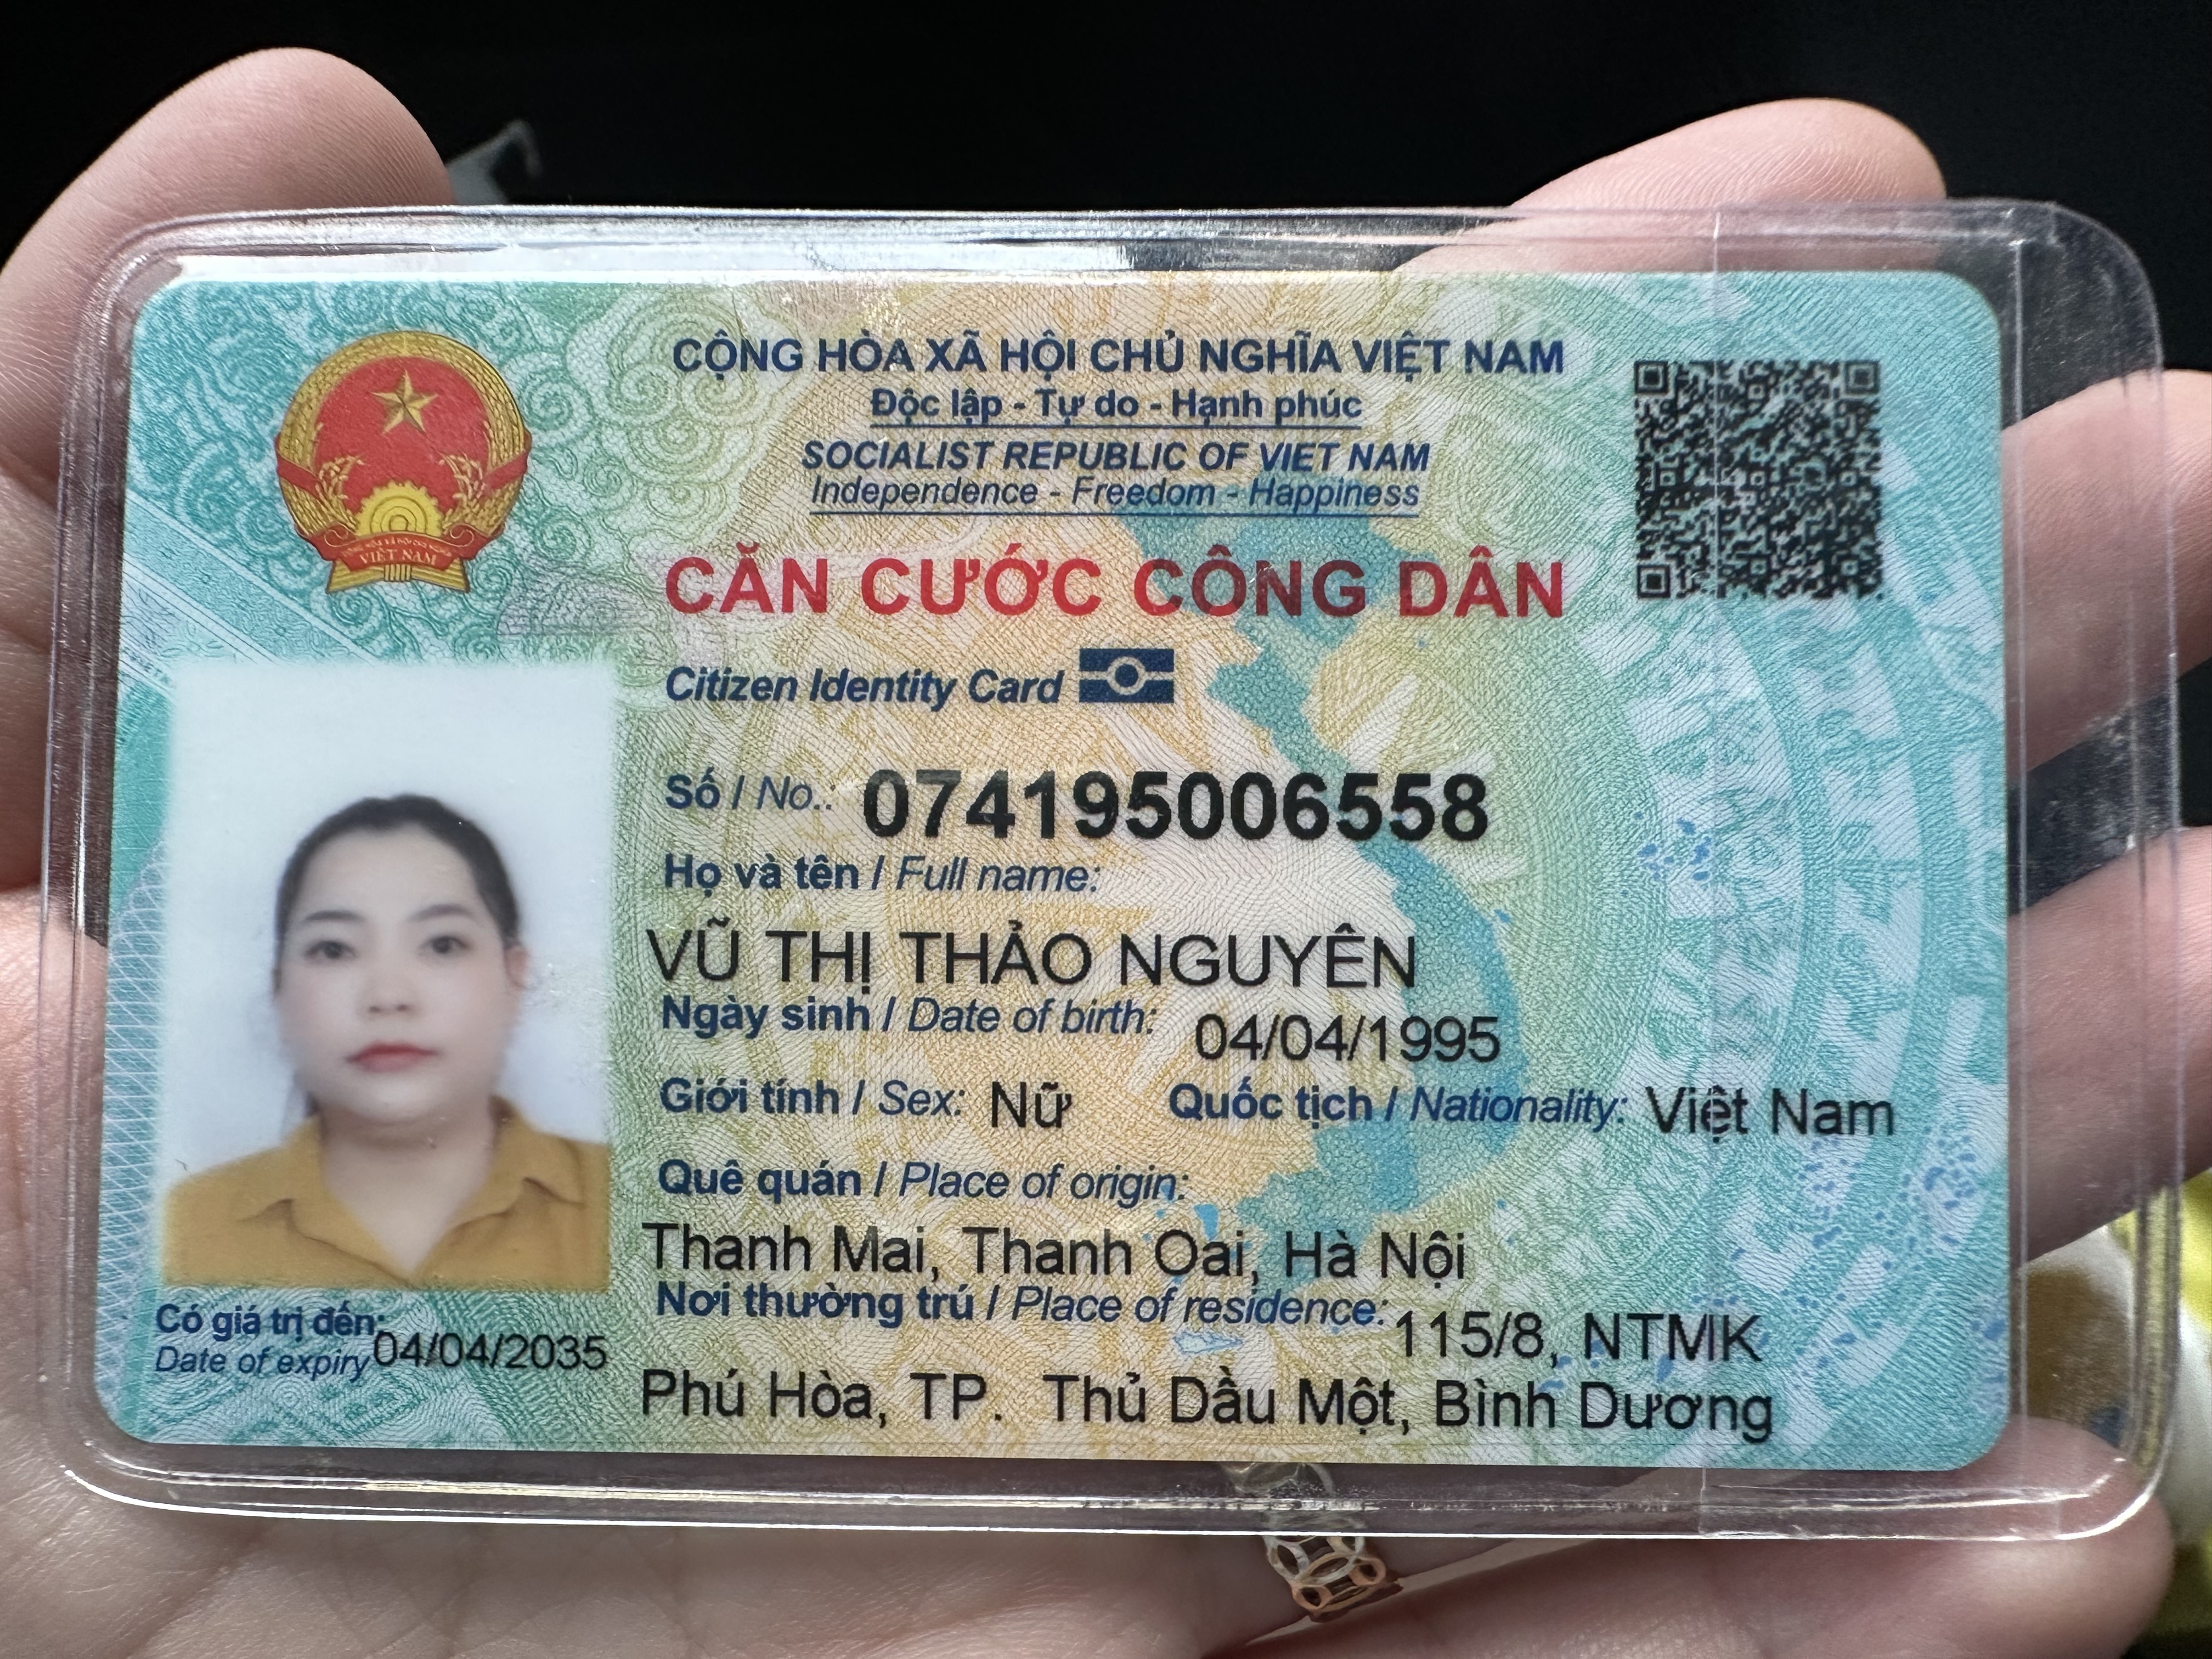 CỘNG HÒA XÃ HỘI CHỦ NGHĨA VIỆT NAM
Độc lập - Tự do - Hạnh phúc
SOCIALIST REPUBLIC OF VIET NAM
Independence - Freedom - Happiness
VIỆT NAM
CĂN CƯỚC CÔNG DÂN
Citizen Identity Card
Số / No.: 074195006558
Họ và tên / Full name:
VŨ THỊ THẢO NGUYÊN
Ngày sinh / Date of birth: 04/04/1995
Giới tính / Sex: Nữ Quốc tịch / Nationality: Việt Nam
Quê quán / Place of origin:
Thanh Mai, Thanh Oai, Hà Nội
Nơi thường trú / Place of residence: 115/8, NTMK
Phú Hòa, TP. Thủ Dầu Một, Bình Dương
Có giá trị đến: 04/04/2035
Date of expiry